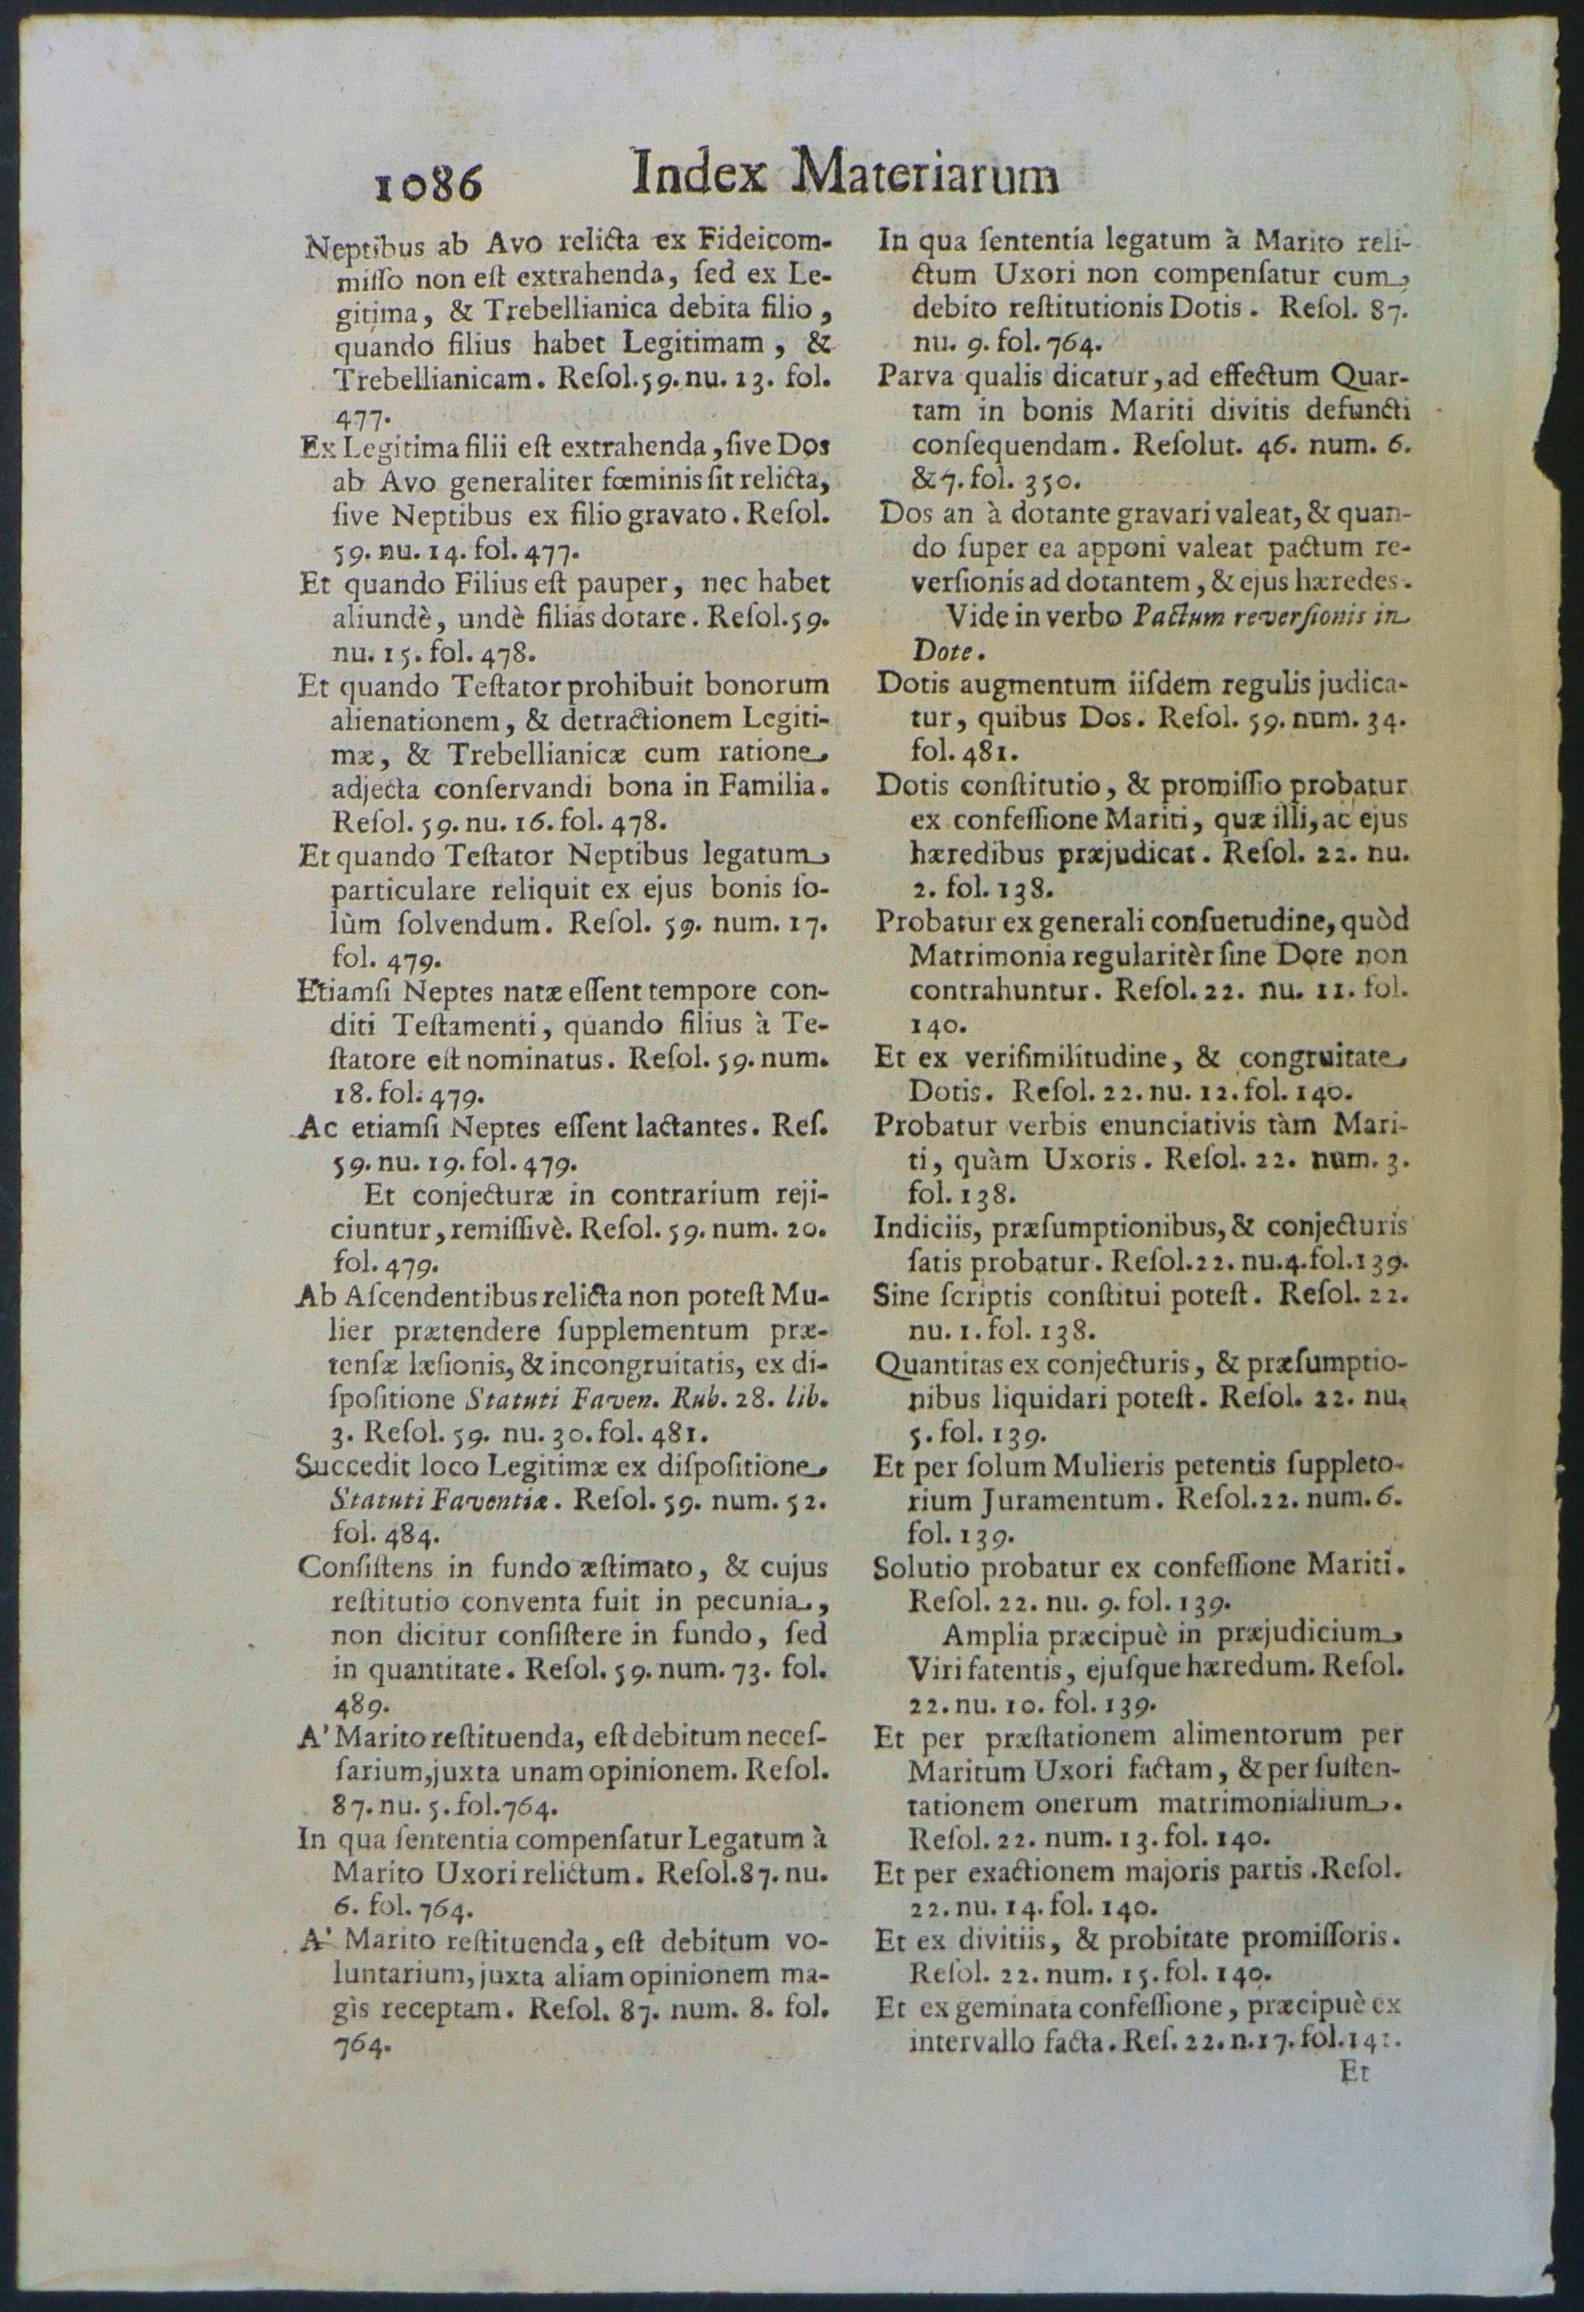 1086 Index Materiarum
Neptibus ab Avo relicta ex Fideicom-
miſſo non eſt extrahenda, ſed ex Le-
gitima, & Trebellianica debita filio,
quando filius habet Legitimam, &
Trebellianicam. Reſol. 59. nu. 13. fol.
477.
Ex Legitima filii eſt extrahenda, ſive Dos
ab Avo generaliter fœminis ſit relicta,
ſive Neptibus ex filio gravato. Reſol.
59. nu. 14. fol. 477.
Et quando Filius eſt pauper, nec habet
aliundè, undè filias dotare. Reſol. 59.
nu. 15. fol. 478.
Et quando Teſtator prohibuit bonorum
alienationem, & detractionem Legiti-
mæ, & Trebellianicæ cum ratione
adjecta conſervandi bona in Familia.
Reſol. 59. nu. 16. fol. 478.
Et quando Teſtator Neptibus legatum
particulare reliquit ex ejus bonis ſo-
lùm ſolvendum. Reſol. 59. num. 17.
fol. 479.
Etiamſi Neptes natæ eſſent tempore con-
diti Teſtamenti, quando filius à Te-
ſtatore eſt nominatus. Reſol. 59. num.
18. fol. 479.
Ac etiamſi Neptes eſſent lactantes. Reſ.
59. nu. 19. fol. 479.
Et conjecturæ in contrarium reji-
ciuntur, remiſſivè. Reſol. 59. num. 20.
fol. 479.
Ab Aſcendentibus relicta non poteſt Mu-
lier prætendere ſupplementum præ-
tenſæ læſionis, & incongruitatis, ex di-
ſpoſitione Statuti Faven. Rub. 28. lib.
3. Reſol. 59. nu. 30. fol. 481.
Succedit loco Legitimæ ex diſpoſitione
Statuti Faventiæ. Reſol. 59. num. 52.
fol. 484.
Conſiſtens in fundo æſtimato, & cujus
reſtitutio conventa fuit in pecunia,
non dicitur conſiſtere in fundo, ſed
in quantitate. Reſol. 59. num. 73. fol.
489.
A' Marito reſtituenda, eſt debitum neceſ-
ſarium, juxta unam opinionem. Reſol.
87. nu. 5. fol. 764.
In qua ſententia compenſatur Legatum à
Marito Uxori relictum. Reſol. 87. nu.
6. fol. 764.
A' Marito reſtituenda, eſt debitum vo-
luntarium, juxta aliam opinionem ma-
gìs receptam. Reſol. 87. num. 8. fol.
764.
In qua ſententia legatum à Marito reli-
ctum Uxori non compenſatur cum
debito reſtitutionis Dotis. Reſol. 87.
nu. 9. fol. 764.
Parva qualis dicatur, ad effectum Quar-
tam in bonis Mariti divitis defuncti
conſequendam. Reſolut. 46. num. 6.
& 7. fol. 350.
Dos an à dotante gravari valeat, & quan-
do ſuper ea apponi valeat pactum re-
verſionis ad dotantem, & ejus hæredes.
Vide in verbo Pactum reverſionis in
Dote.
Dotis augmentum iiſdem regulis judica-
tur, quibus Dos. Reſol. 59. num. 34.
fol. 481.
Dotis conſtitutio, & promiſſio probatur
ex confeſſione Mariti, quæ illi, ac ejus
hæredibus præjudicat. Reſol. 22. nu.
2. fol. 138.
Probatur ex generali conſuetudine, quòd
Matrimonia regularitèr ſine Dote non
contrahuntur. Reſol. 22. nu. 11. fol.
140.
Et ex veriſimilitudine, & congruitate
Dotis. Reſol. 22. nu. 12. fol. 140.
Probatur verbis enunciativis tàm Mari-
ti, quàm Uxoris. Reſol. 22. num. 3.
fol. 138.
Indiciis, præſumptionibus, & conjecturis
ſatis probatur. Reſol. 22. nu. 4. fol. 139.
Sine ſcriptis conſtitui poteſt. Reſol. 22.
nu. 1. fol. 138.
Quantitas ex conjecturis, & præſumptio-
nibus liquidari poteſt. Reſol. 22. nu.
5. fol. 139.
Et per ſolum Mulieris petentis ſuppleto-
rium Juramentum. Reſol. 22. num. 6.
fol. 139.
Solutio probatur ex confeſſione Mariti.
Reſol. 22. nu. 9. fol. 139.
Amplia præcipuè in præjudicium
Viri fatentis, ejuſque hæredum. Reſol.
22. nu. 10. fol. 139.
Et per præſtationem alimentorum per
Maritum Uxori factam, & per ſuſten-
tationem onerum matrimonialium.
Reſol. 22. num. 13. fol. 140.
Et per exactionem majoris partis. Reſol.
22. nu. 14. fol. 140.
Et ex divitiis, & probitate promiſſoris.
Reſol. 22. num. 15. fol. 140.
Et ex geminata confeſſione, præcipuè ex
intervallo facta. Reſ. 22. n. 17. fol. 141.
Et